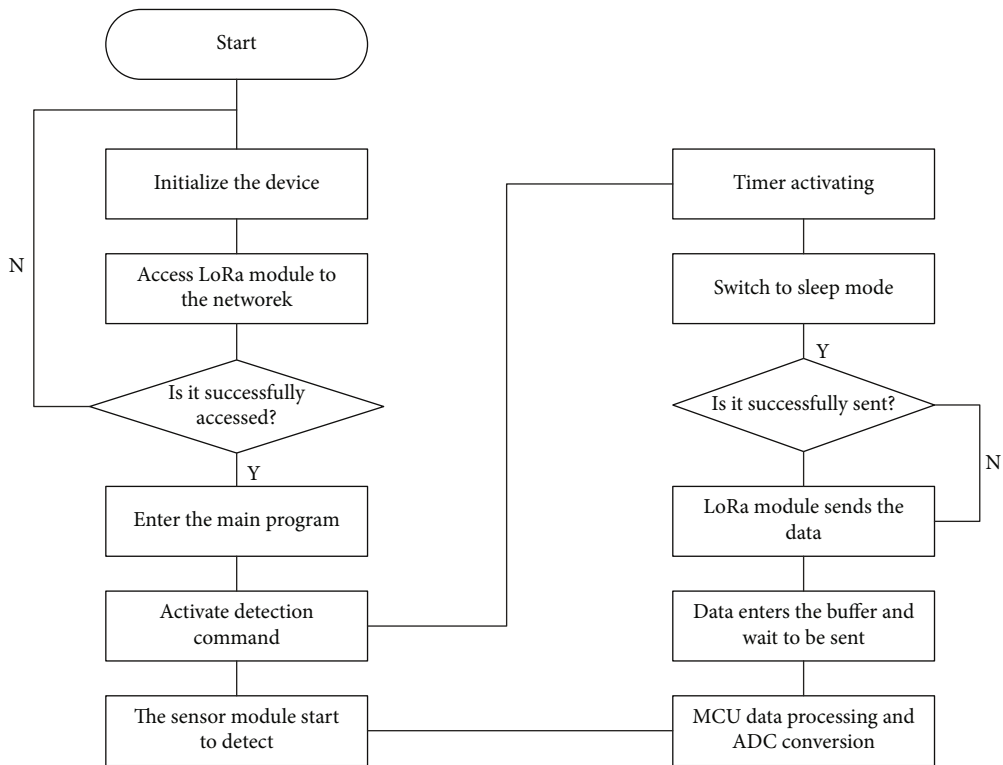 Start
Initialize the device
N
Access LoRa module to
the networek
Is it successfully
accessed?
Y
Enter the main program
Activate detection
command
The sensor module start
to detect
Timer activating
Switch to sleep mode
Y
Is it successfully sent?
N
LoRa module sends the
data
Data enters the buffer and
wait to be sent
MCU data processing and
ADC conversion